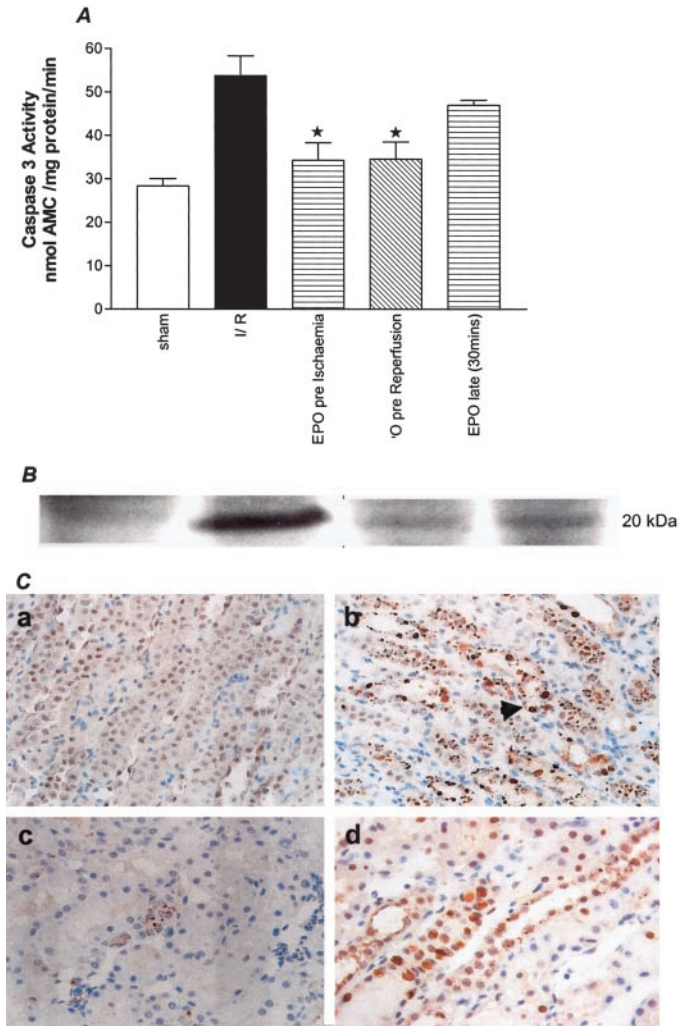 A
Caspase 3 Activity
nmol AMC /mg protein/min
60
50
40
30
20
10
0
★
★
sham
I/ R
EPO pre Ischaemia
'O pre Reperfusion
EPO late (30mins)
B
20 kDa
C
a
b
c
d